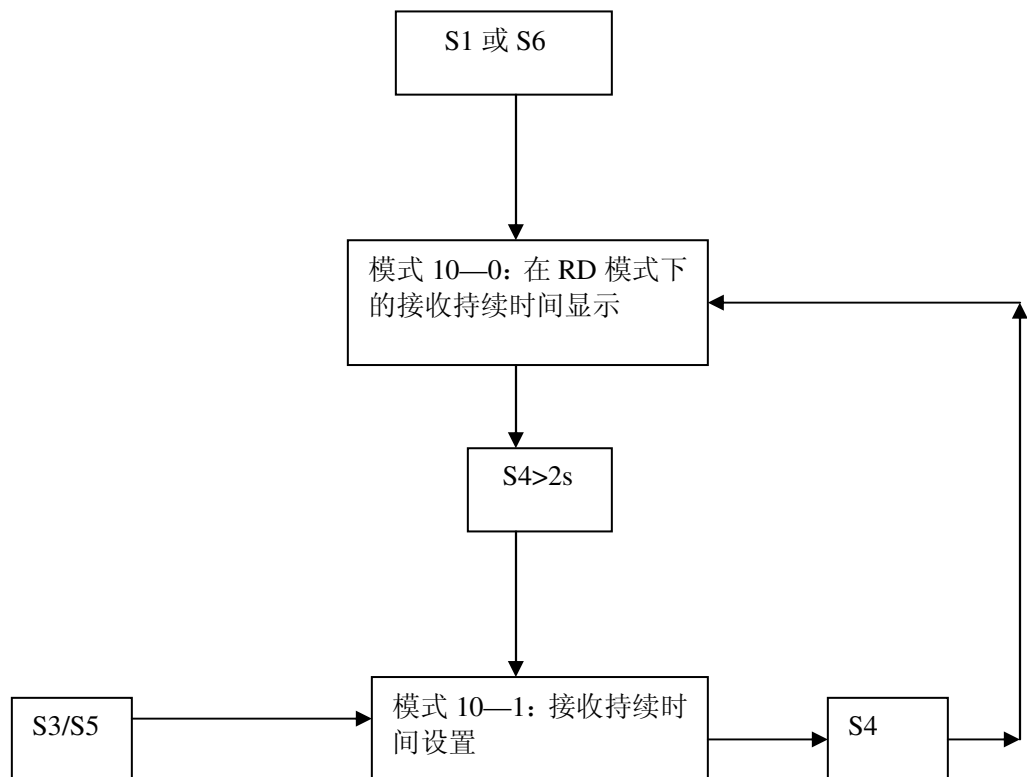 S1 或 S6
模式 10—0：在 RD 模式下
的接收持续时间显示
S4>2s
S3/S5
模式 10—1：接收持续时
间设置
S4